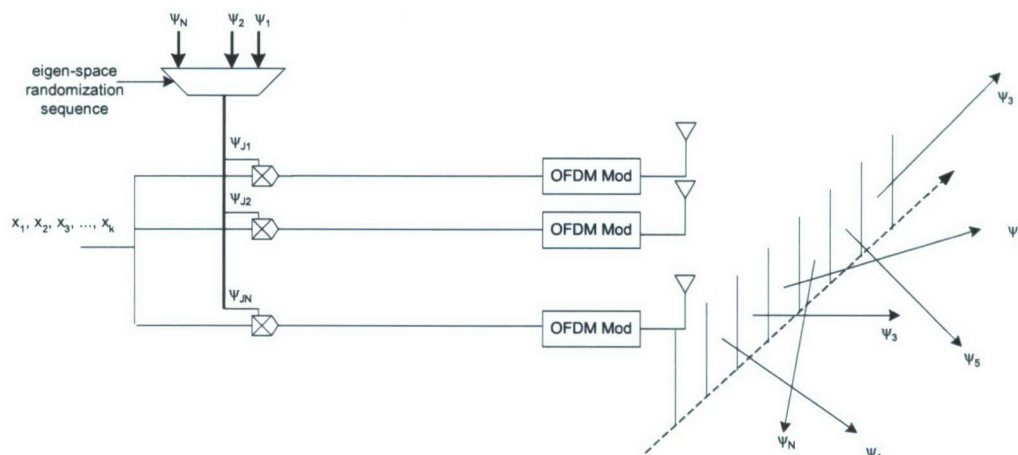 ΨN Ψ2 Ψ1
eigen-space
randomization
sequence
ΨJ1
OFDM Mod
ΨJ2
OFDM Mod
x1, x2, x3, ..., xk
ΨJN
OFDM Mod
Ψ3
Ψ
Ψ3
Ψ5
ΨN